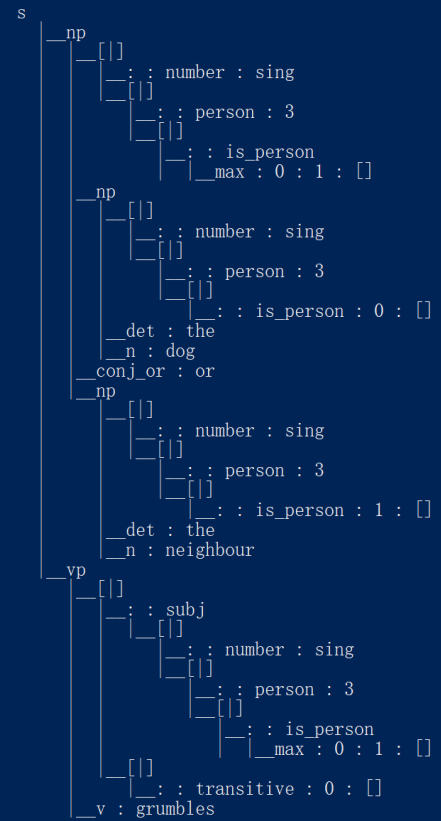 s
__np
__[|]
__: : number : sing
__[|]
__: : person : 3
__[|]
__: : is_person
__max : 0 : 1 : []
__np
__[|]
__: : number : sing
__[|]
__: : person : 3
__[|]
__: : is_person : 0 : []
__det : the
__n : dog
__conj_or : or
__np
__[|]
__: : number : sing
__[|]
__: : person : 3
__[|]
__: : is_person : 1 : []
__det : the
__n : neighbour
__vp
__[|]
__: : subj
__[|]
__: : number : sing
__[|]
__: : person : 3
__[|]
__: : is_person
__max : 0 : 1 : []
__[|]
__: : transitive : 0 : []
__v : grumbles